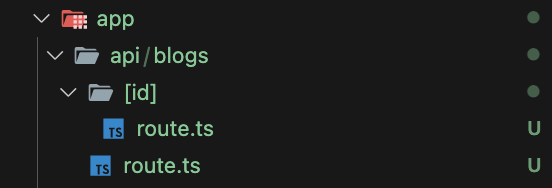 app
api/blogs
[id]
TS route.ts U
TS route.ts U